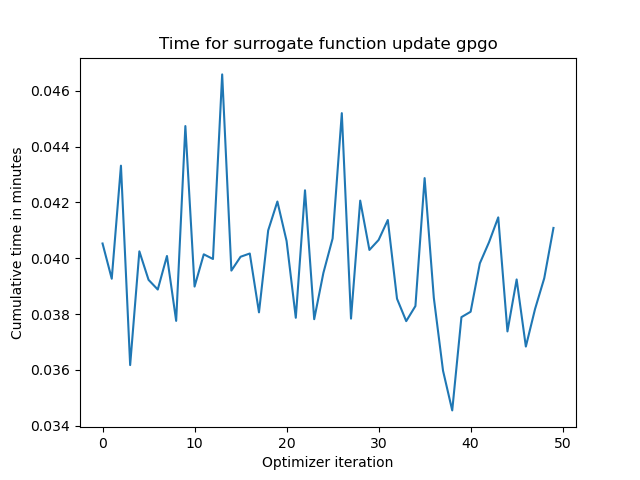 Time for surrogate function update gpgo
Cumulative time in minutes
0.046
0.044
0.042
0.040
0.038
0.036
0.034
0 10 20 30 40 50
Optimizer iteration